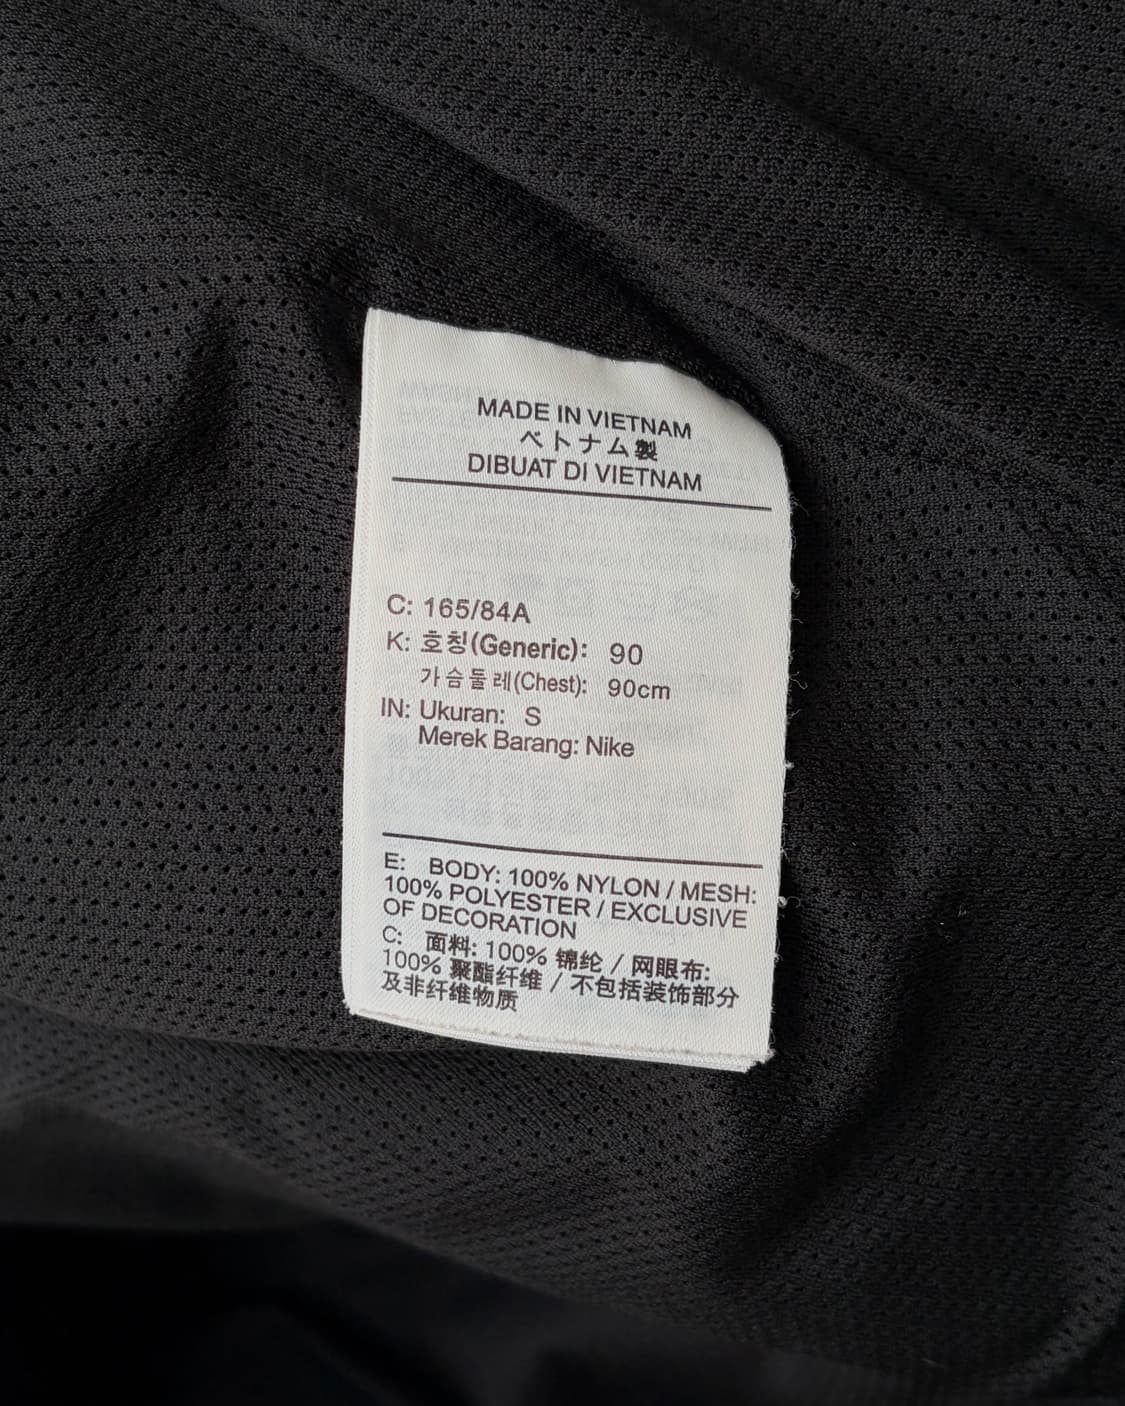 MADE IN VIETNAM
ベトナム製
DIBUAT DI VIETNAM
C: 165/84A
K: 호칭(Generic): 90
가슴둘레(Chest): 90cm
IN: Ukuran: S
Merek Barang: Nike
E: BODY: 100% NYLON / MESH:
100% POLYESTER / EXCLUSIVE
OF DECORATION
C: 面料: 100% 锦纶 / 网眼布:
100% 聚酯纤维 / 不包括装饰部分
及非纤维物质